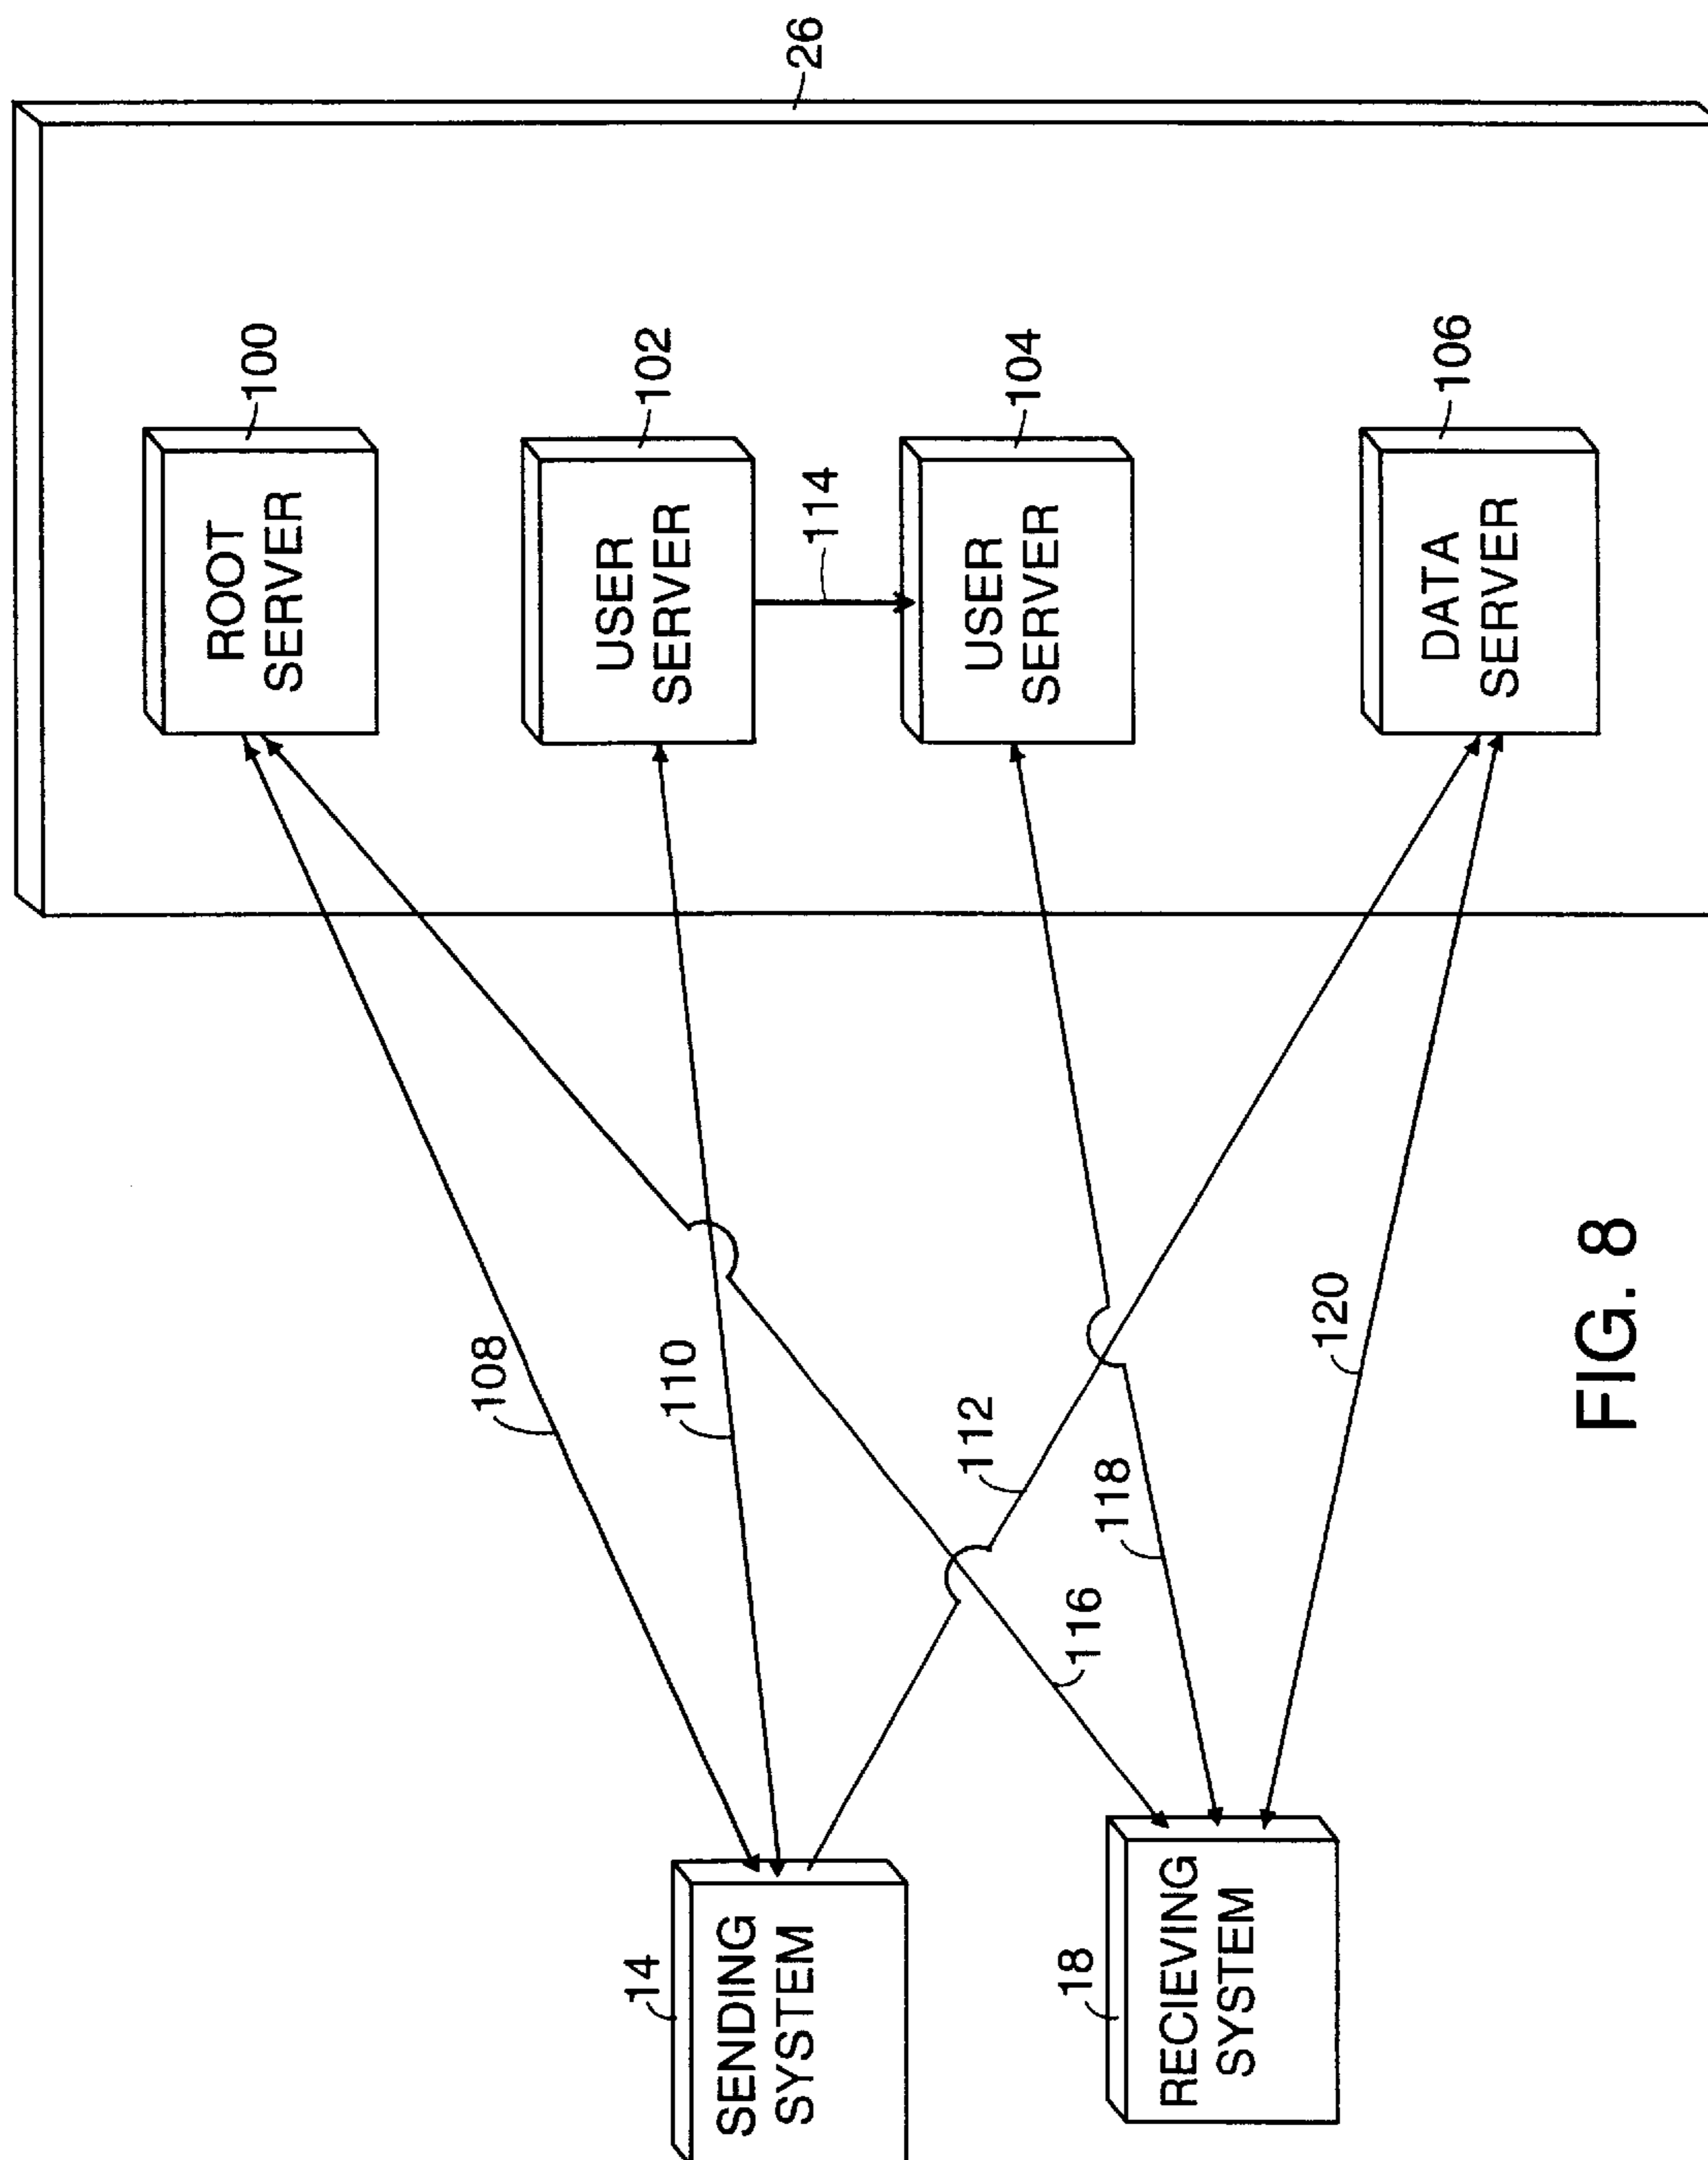 26
ROOT
SERVER
100
USER
SERVER
102
114
USER
SERVER
104
DATA
SERVER
106
108
110
112
116
118
120
14
SENDING
SYSTEM
18
RECIEVING
SYSTEM
FIG. 8